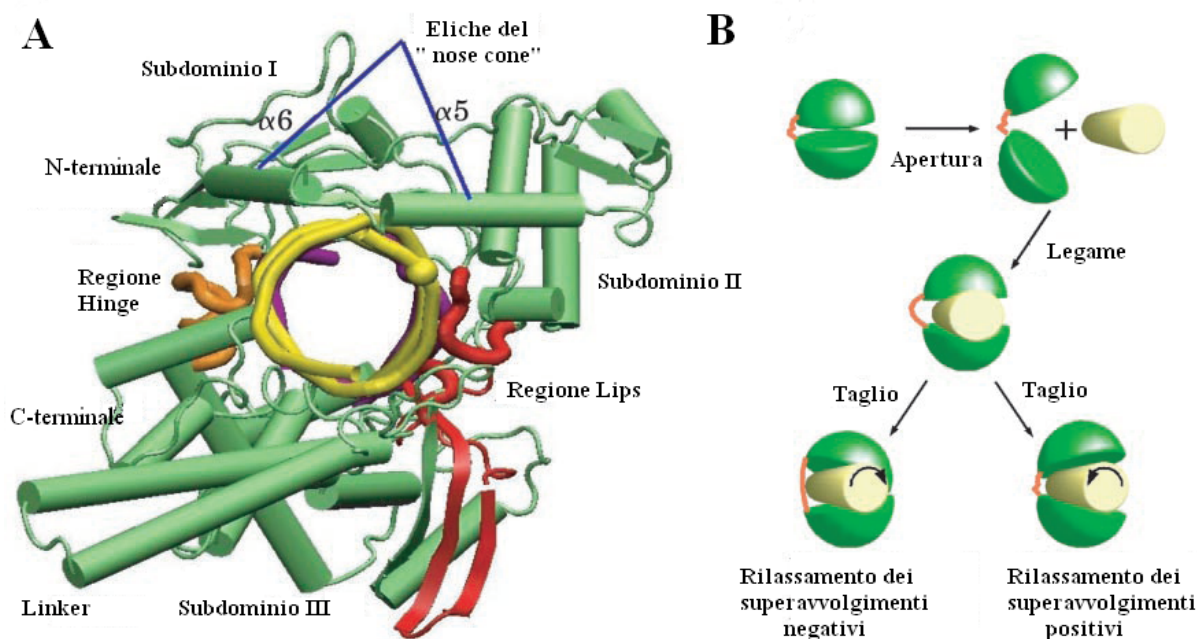 A
Eliche del
" nose cone"
Subdominio I
α6
α5
N-terminale
Regione
Hinge
Subdominio II
Regione Lips
C-terminale
Linker
Subdominio III
B
Apertura
+
Legame
Taglio
Taglio
Rilassamento dei
superavvolgimenti
negativi
Rilassamento dei
superavvolgimenti
positivi